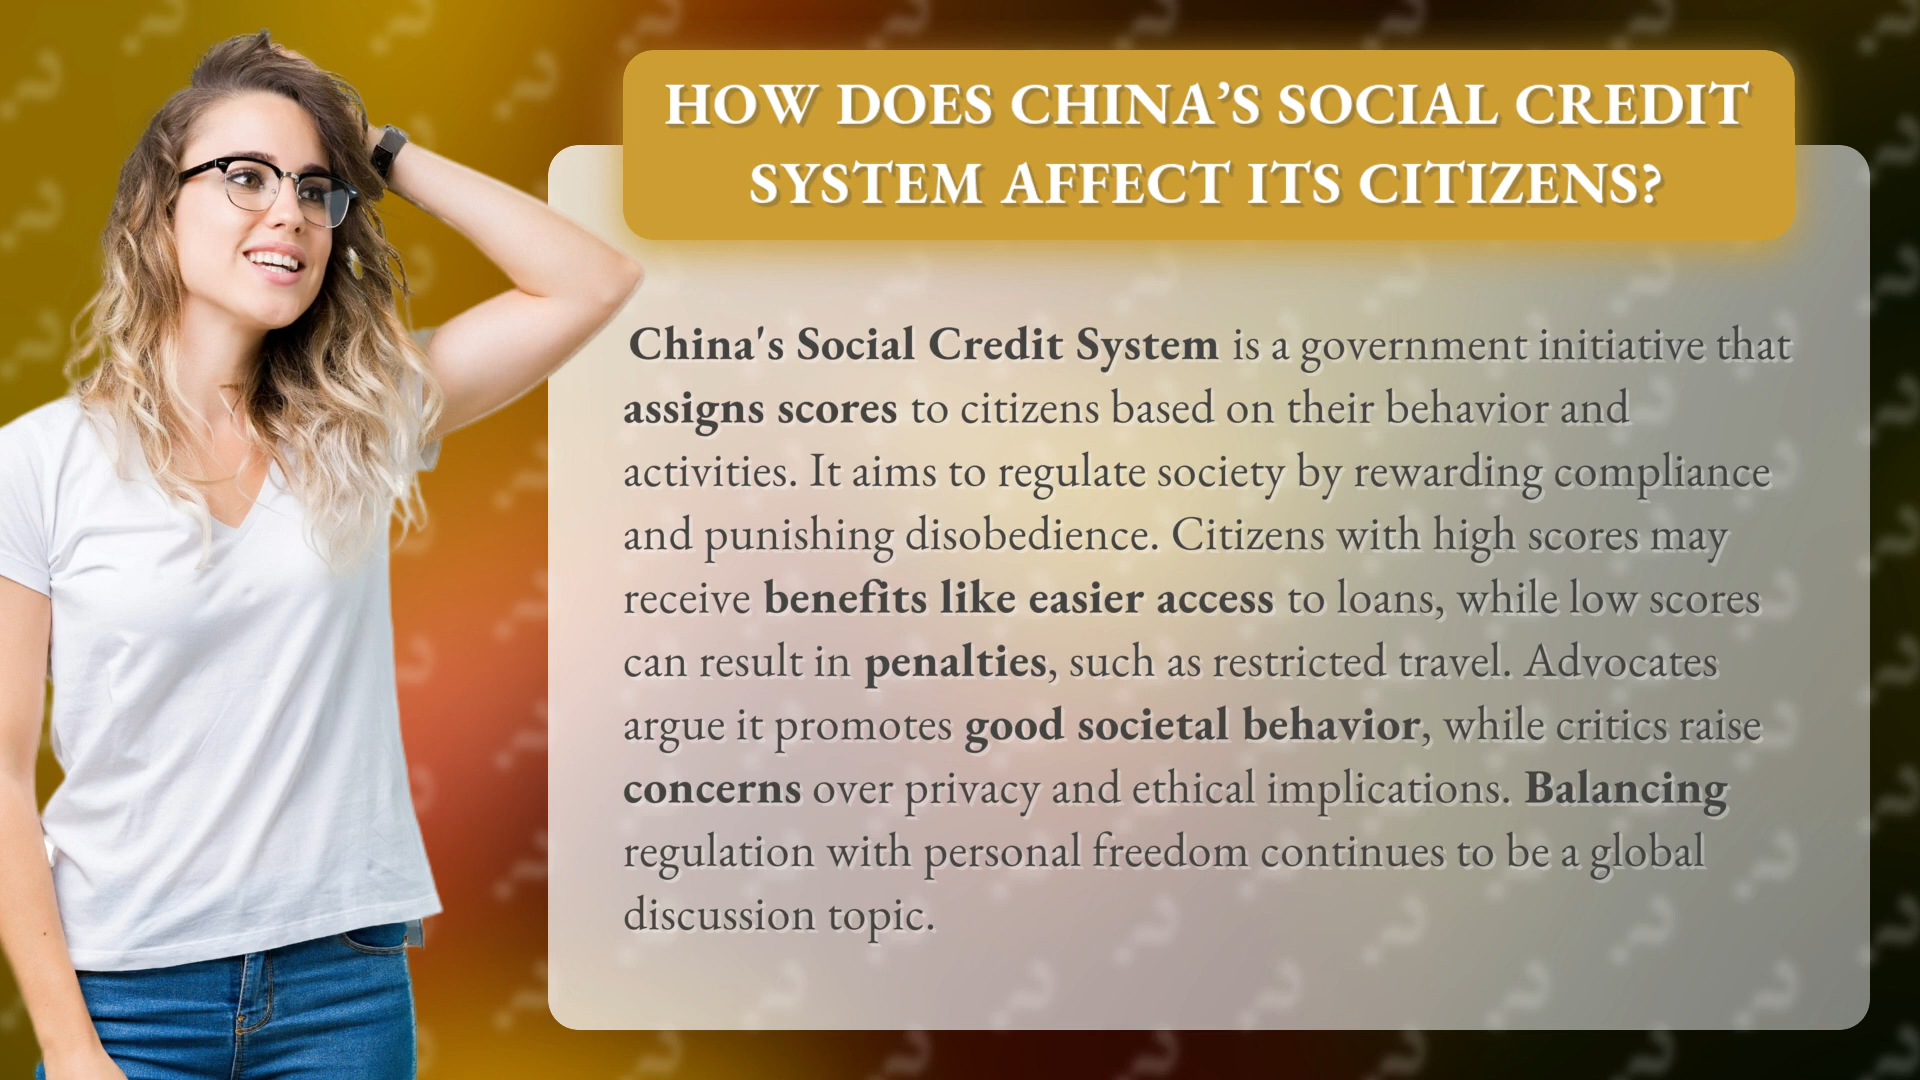 HOW DOES CHINA’S SOCIAL CREDIT
SYSTEM AFFECT ITS CITIZENS?
China's Social Credit System is a government initiative that
assigns scores to citizens based on their behavior and
activities. It aims to regulate society by rewarding compliance
and punishing disobedience. Citizens with high scores may
receive benefits like easier access to loans, while low scores
can result in penalties, such as restricted travel. Advocates
argue it promotes good societal behavior, while critics raise
concerns over privacy and ethical implications. Balancing
regulation with personal freedom continues to be a global
discussion topic.